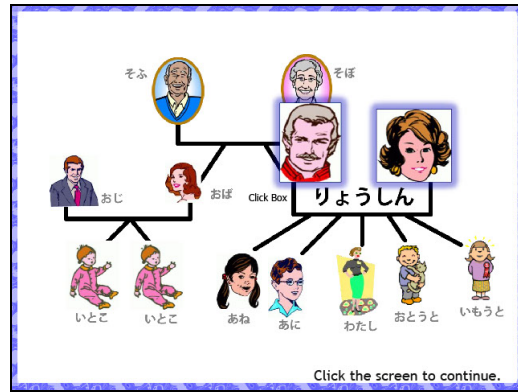 そふ
そぼ
おじ
おば
Click Box
りょうしん
いとこ
いとこ
あね
あに
わたし
おとうと
いもうと
Click the screen to continue.